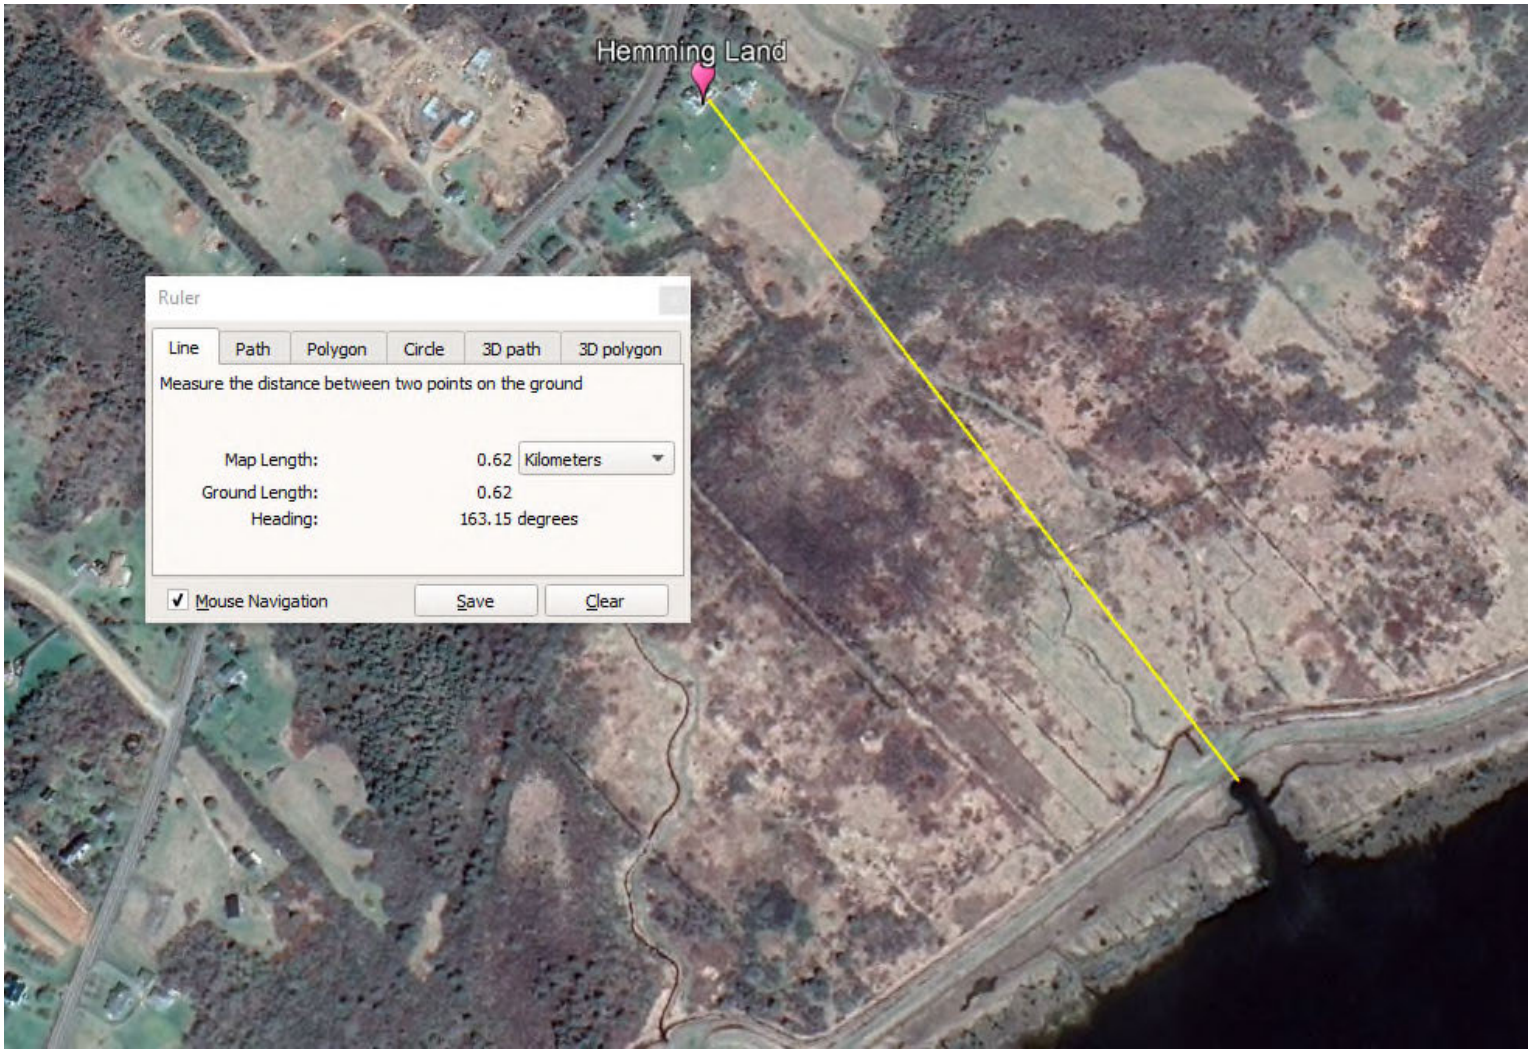 Hemming Land
Ruler
Line Path Polygon Circle 3D path 3D polygon
Measure the distance between two points on the ground
Map Length: 0.62 Kilometers
Ground Length: 0.62
Heading: 163.15 degrees
Mouse Navigation Save Clear